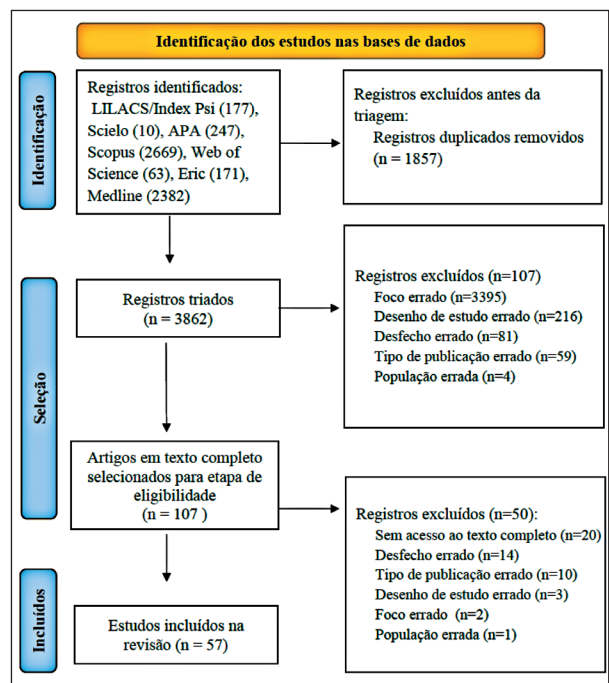 Identificação dos estudos nas bases de dados
Identificação
Registros identificados:
LILACS/Index Psi (177),
Scielo (10), APA (247),
Scopus (2669), Web of
Science (63), Eric (171),
Medline (2382)
Registros excluídos antes da
triagem:
Registros duplicados removidos
(n = 1857)
Seleção
Registros triados
(n = 3862)
Registros excluídos (n=107)
Foco errado (n=3395)
Desenho de estudo errado (n=216)
Desfecho errado (n=81)
Tipo de publicação errado (n=59)
População errada (n=4)
Artigos em texto completo
selecionados para etapa de
eligibilidade
(n = 107 )
Registros excluídos (n=50):
Sem acesso ao texto completo (n=20)
Desfecho errado (n=14)
Tipo de publicação errado (n=10)
Desenho de estudo errado (n=3)
Foco errado (n=2)
População errada (n=1)
Incluídos
Estudos incluídos na
revisão (n = 57)